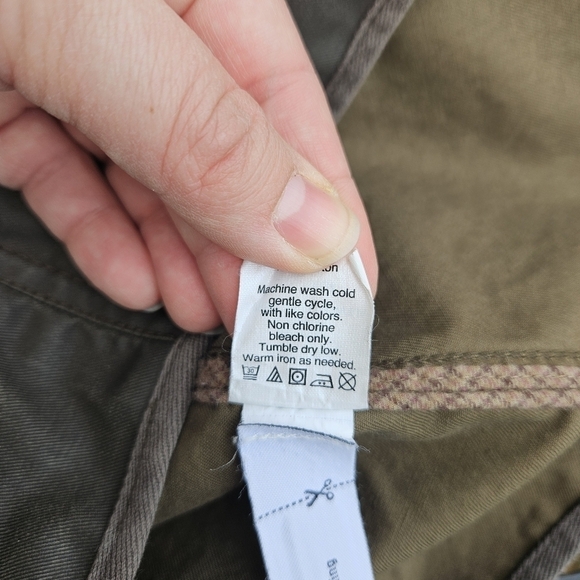 Machine wash cold
gentle cycle,
with like colors.
Non chlorine
bleach only.
Tumble dry low.
Warm iron as needed.
30